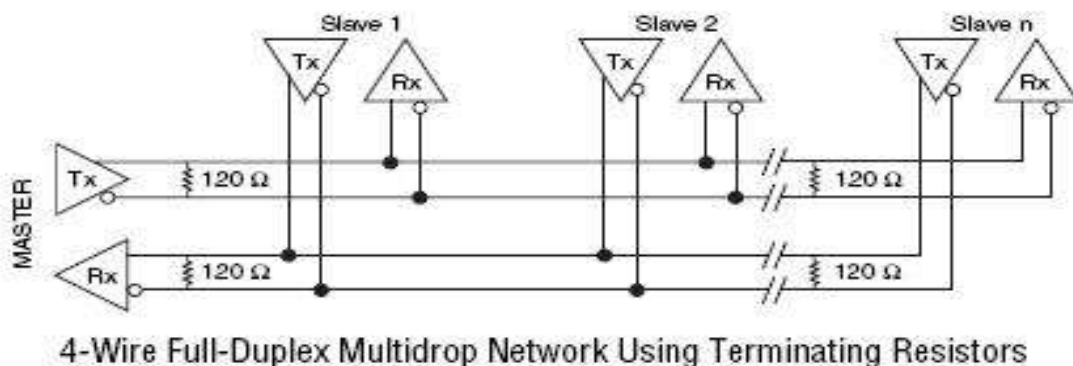 Slave 1 Slave 2 Slave n
Tx Rx Tx Rx Tx Rx
Tx 120 Ω 120 Ω
MASTER
Rx 120 Ω 120 Ω
4-Wire Full-Duplex Multidrop Network Using Terminating Resistors